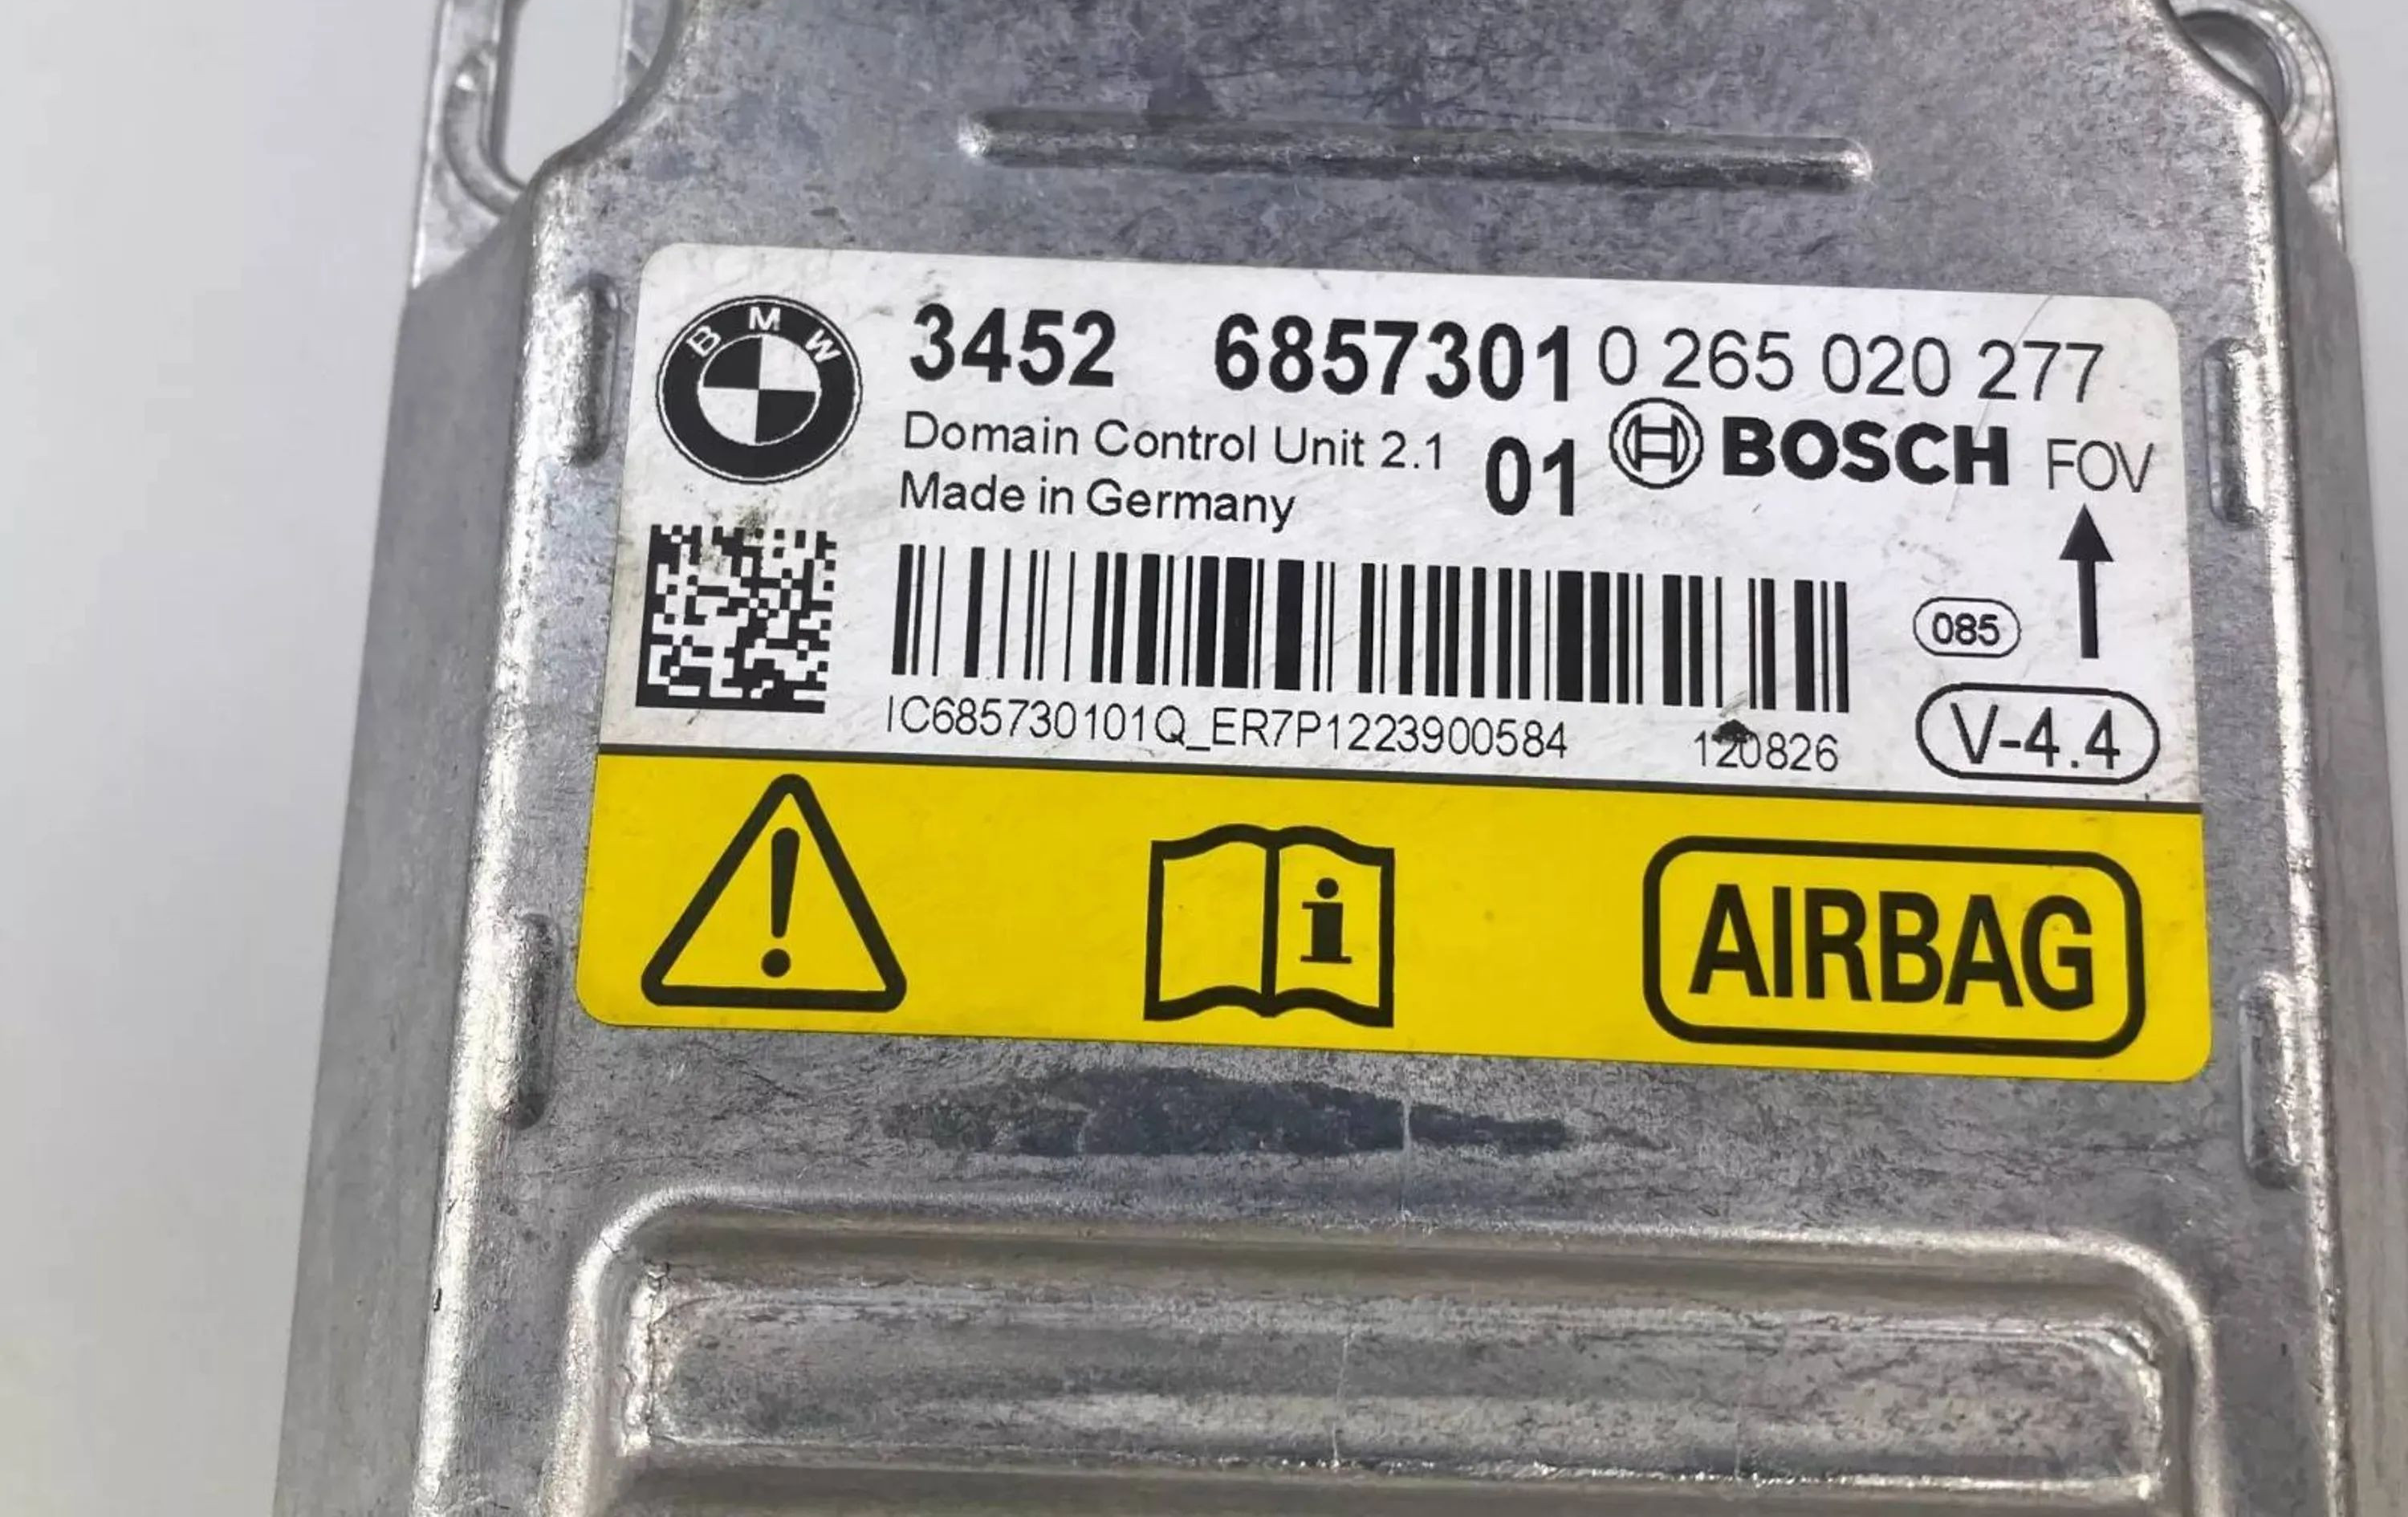 BMW
3452 6857301 0 265 020 277
Domain Control Unit 2.1 01 BOSCH FOV
Made in Germany
085
IC685730101Q_ER7P1223900584 120826 V-4.4
i AIRBAG